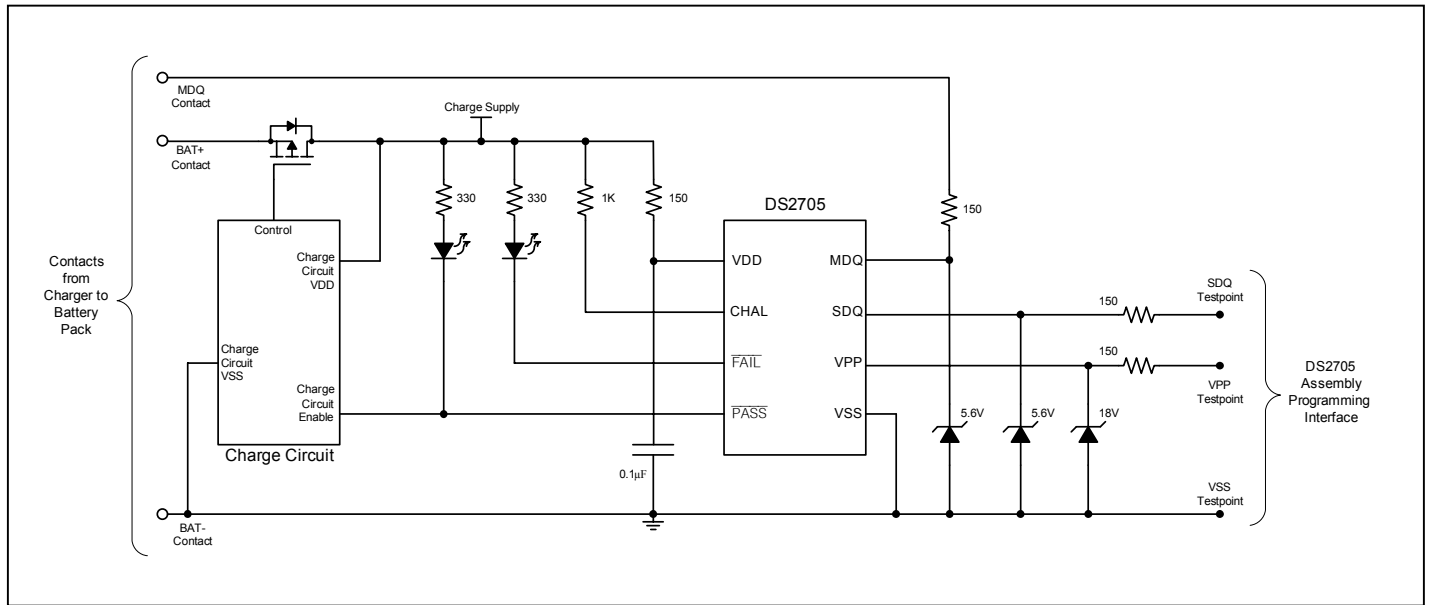 MDQ
Contact
Charge Supply
BAT+
Contact
330
330
1K
150
DS2705
150
Control
Charge
Circuit
VDD
VDD
MDQ
Contacts
from
Charger to
Battery
Pack
SDQ
Testpoint
150
CHAL
SDQ
Charge
Circuit
VSS
FAIL
VPP
150
VPP
Testpoint
DS2705
Assembly
Programming
Interface
Charge
Circuit
Enable
PASS
VSS
5.6V
5.6V
18V
Charge Circuit
0.1µF
VSS
Testpoint
BAT-
Contact